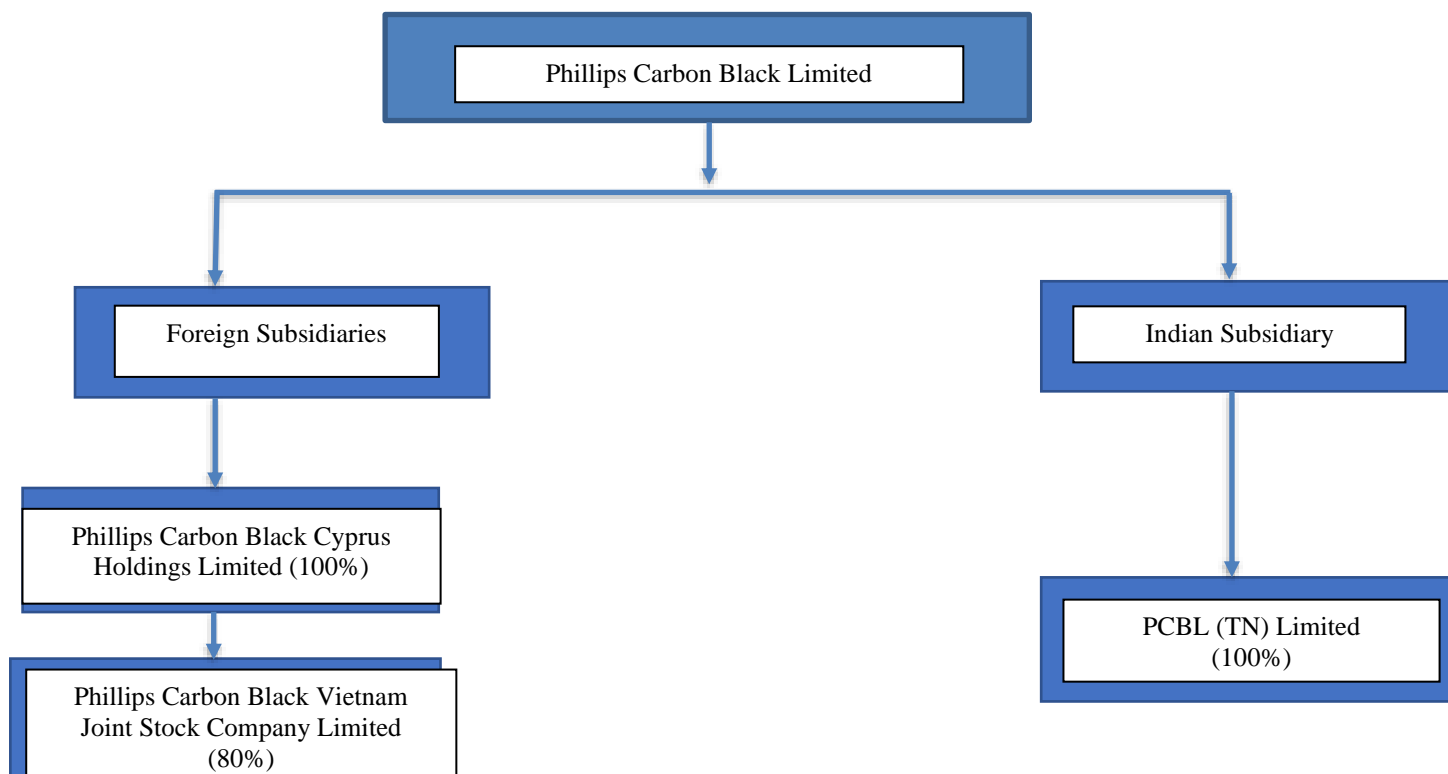 Phillips Carbon Black Limited
Foreign Subsidiaries
Indian Subsidiary
Phillips Carbon Black Cyprus
Holdings Limited (100%)
PCBL (TN) Limited
(100%)
Phillips Carbon Black Vietnam
Joint Stock Company Limited
(80%)